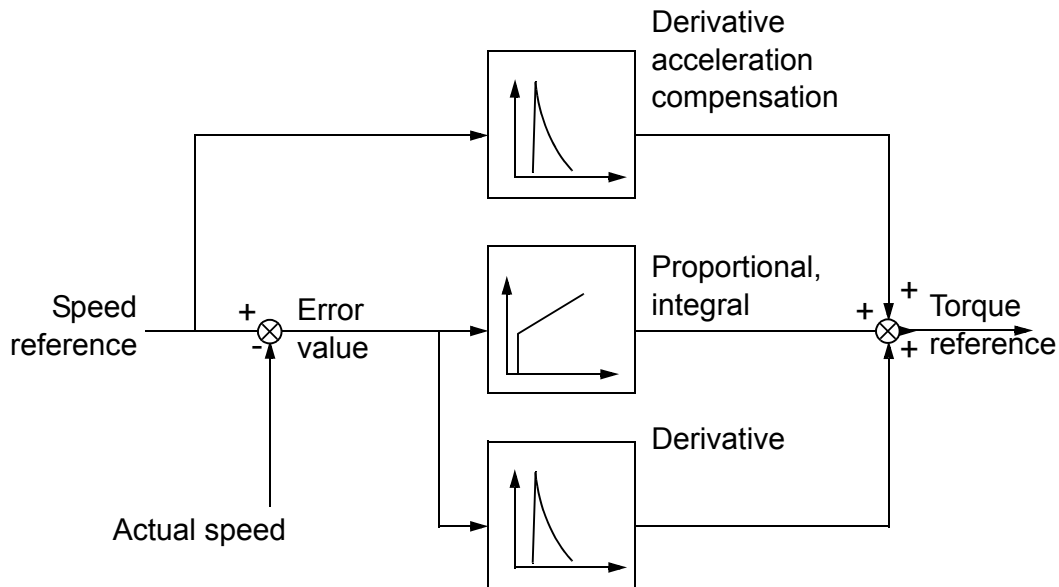 Derivative
acceleration
compensation
Proportional,
integral
+
Speed
reference
+
-
Error
value
+
+
Torque
reference
Derivative
Actual speed